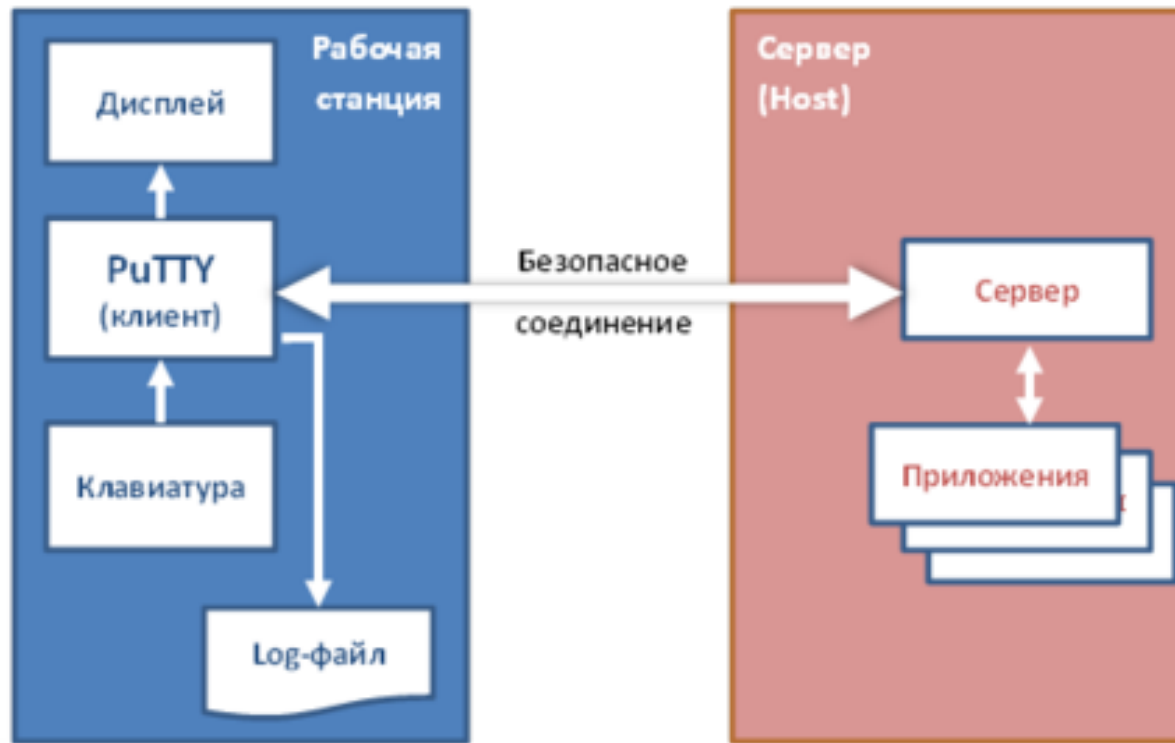 Рабочая
станция
Дисплей
PuTTY
(клиент)
Клавиатура
Log-файл
Безопасное
соединение
Сервер
(Host)
Сервер
Приложения